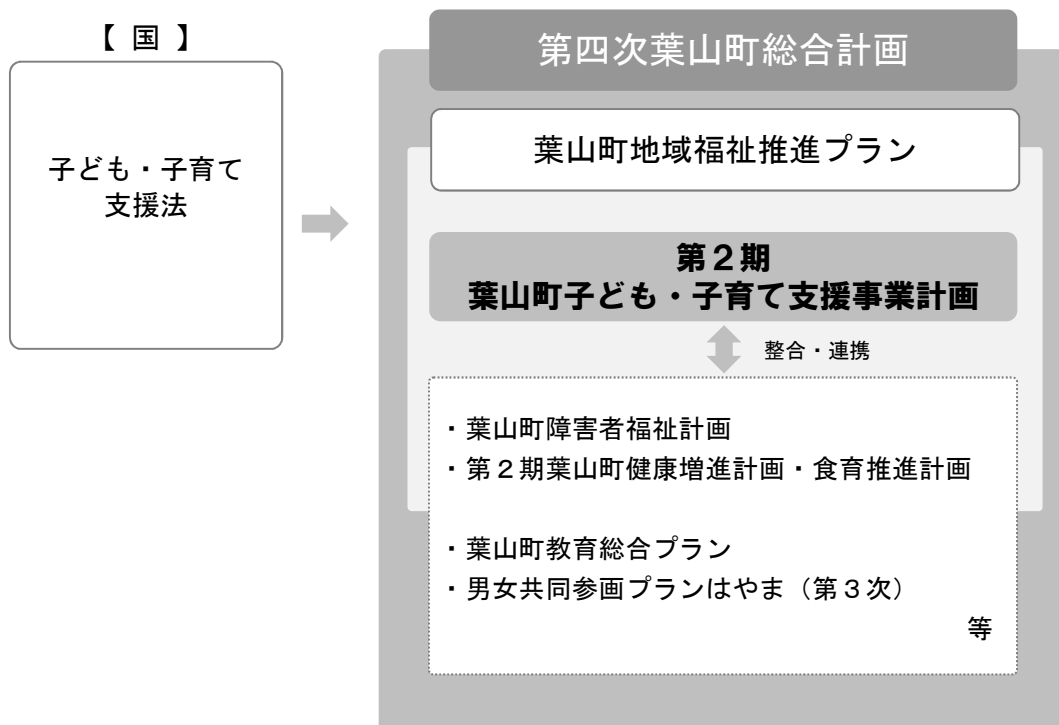 【 国 】
子ども・子育て
支援法
第四次葉山町総合計画
葉山町地域福祉推進プラン
第２期
葉山町子ども・子育て支援事業計画
整合・連携
・葉山町障害者福祉計画
・第２期葉山町健康増進計画・食育推進計画
・葉山町教育総合プラン
・男女共同参画プランはやま（第３次）
等